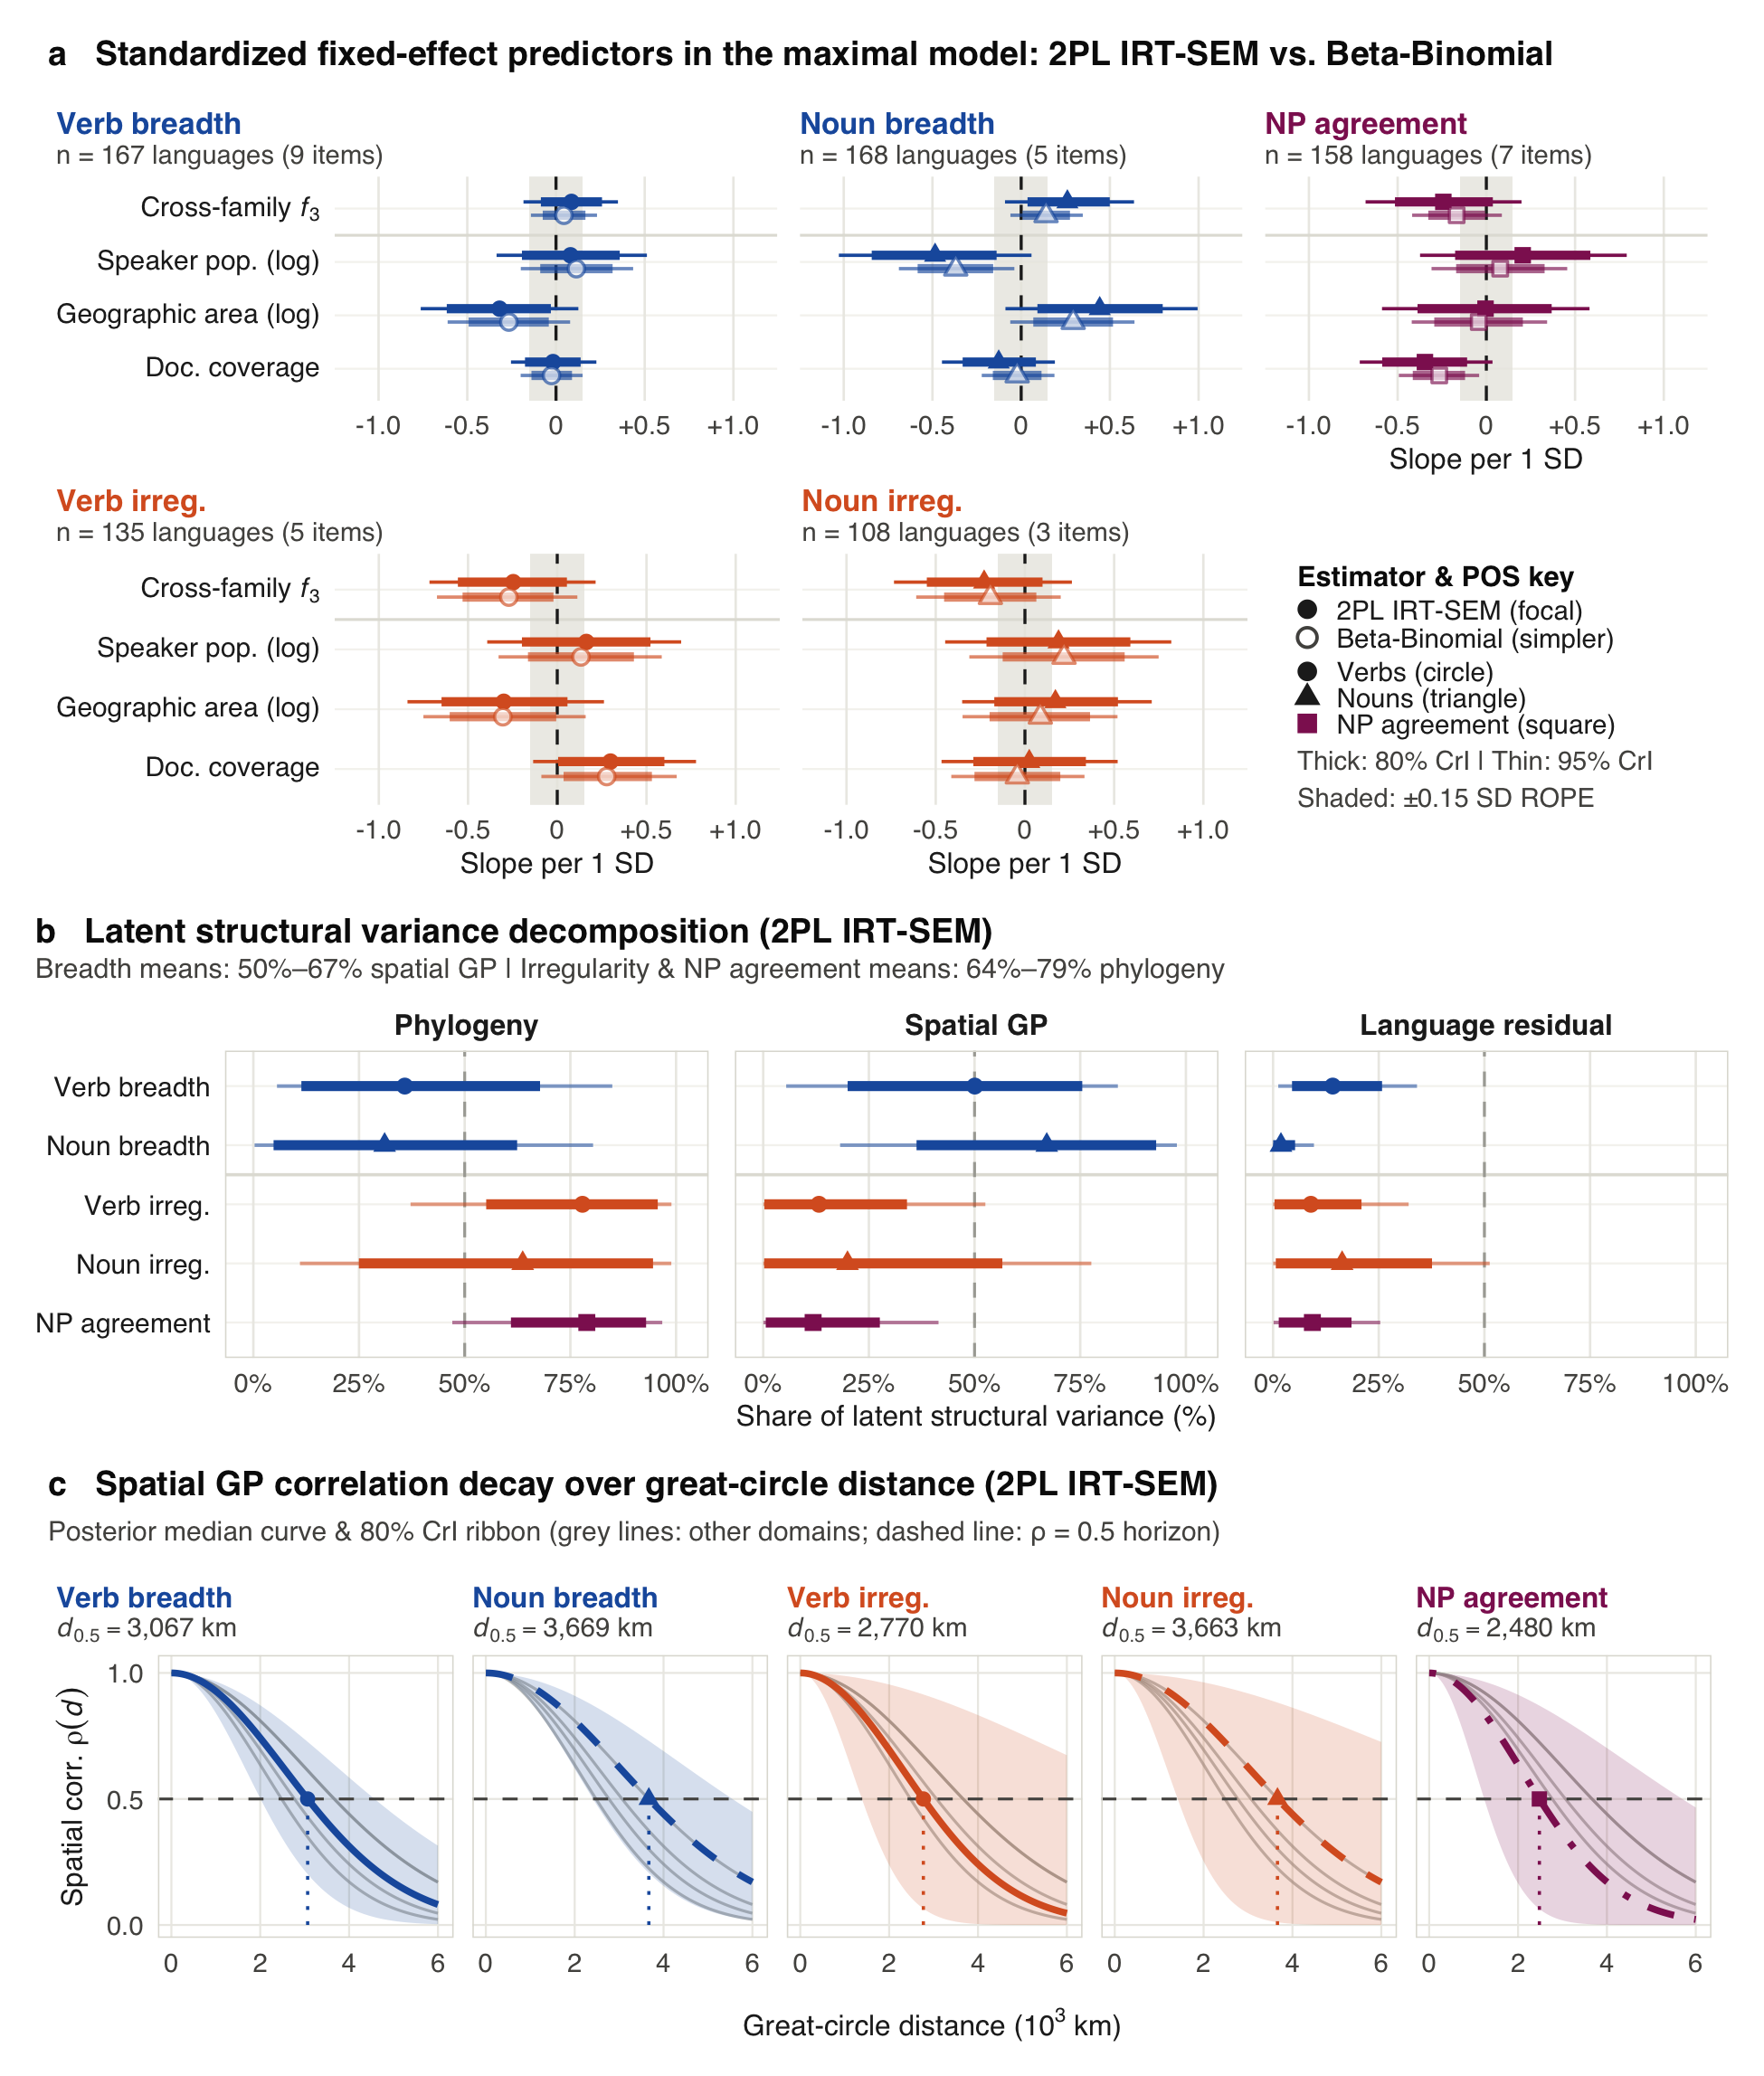 a Standardized fixed-effect predictors in the maximal model: 2PL IRT-SEM vs. Beta-Binomial
Verb breadth
n = 167 languages (9 items)
Noun breadth
n = 168 languages (5 items)
NP agreement
n = 158 languages (7 items)
Cross-family f3
Speaker pop. (log)
Geographic area (log)
Doc. coverage
-1.0 -0.5 0 +0.5 +1.0
-1.0 -0.5 0 +0.5 +1.0
-1.0 -0.5 0 +0.5 +1.0
Slope per 1 SD
Verb irreg.
n = 135 languages (5 items)
Noun irreg.
n = 108 languages (3 items)
Cross-family f3
Speaker pop. (log)
Geographic area (log)
Doc. coverage
-1.0 -0.5 0 +0.5 +1.0
Slope per 1 SD
-1.0 -0.5 0 +0.5 +1.0
Slope per 1 SD
Estimator & POS key
2PL IRT-SEM (focal)
Beta-Binomial (simpler)
Verbs (circle)
Nouns (triangle)
NP agreement (square)
Thick: 80% CrI | Thin: 95% CrI
Shaded: ±0.15 SD ROPE
b Latent structural variance decomposition (2PL IRT-SEM)
Breadth means: 50%–67% spatial GP | Irregularity & NP agreement means: 64%–79% phylogeny
Phylogeny
Spatial GP
Language residual
Verb breadth
Noun breadth
Verb irreg.
Noun irreg.
NP agreement
0% 25% 50% 75% 100%
0% 25% 50% 75% 100%
0% 25% 50% 75% 100%
Share of latent structural variance (%)
c Spatial GP correlation decay over great-circle distance (2PL IRT-SEM)
Posterior median curve & 80% CrI ribbon (grey lines: other domains; dashed line: ρ = 0.5 horizon)
Verb breadth
d0.5 = 3,067 km
Noun breadth
d0.5 = 3,669 km
Verb irreg.
d0.5 = 2,770 km
Noun irreg.
d0.5 = 3,663 km
NP agreement
d0.5 = 2,480 km
Spatial corr. ρ(d)
1.0
0.5
0.0
0 2 4 6
0 2 4 6
0 2 4 6
0 2 4 6
0 2 4 6
Great-circle distance (10³ km)